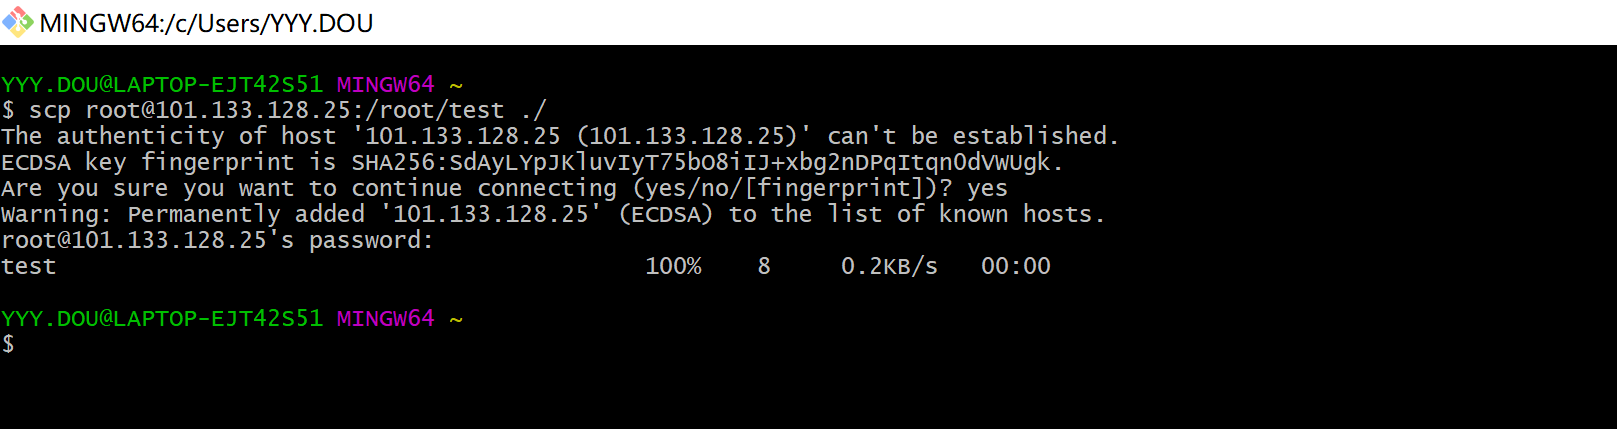 MINGW64:/c/Users/YYY.DOU
YYY.DOU@LAPTOP-EJT42S51 MINGW64 ~
$ scp root@101.133.128.25:/root/test ./
The authenticity of host '101.133.128.25 (101.133.128.25)' can't be established.
ECDSA key fingerprint is SHA256:SdAyLYpJKluvIyT75bO8iIJ+xbg2nDPqItqn0dVWUgk.
Are you sure you want to continue connecting (yes/no/[fingerprint])? yes
Warning: Permanently added '101.133.128.25' (ECDSA) to the list of known hosts.
root@101.133.128.25's password:
test 100% 8 0.2KB/s 00:00
YYY.DOU@LAPTOP-EJT42S51 MINGW64 ~
$